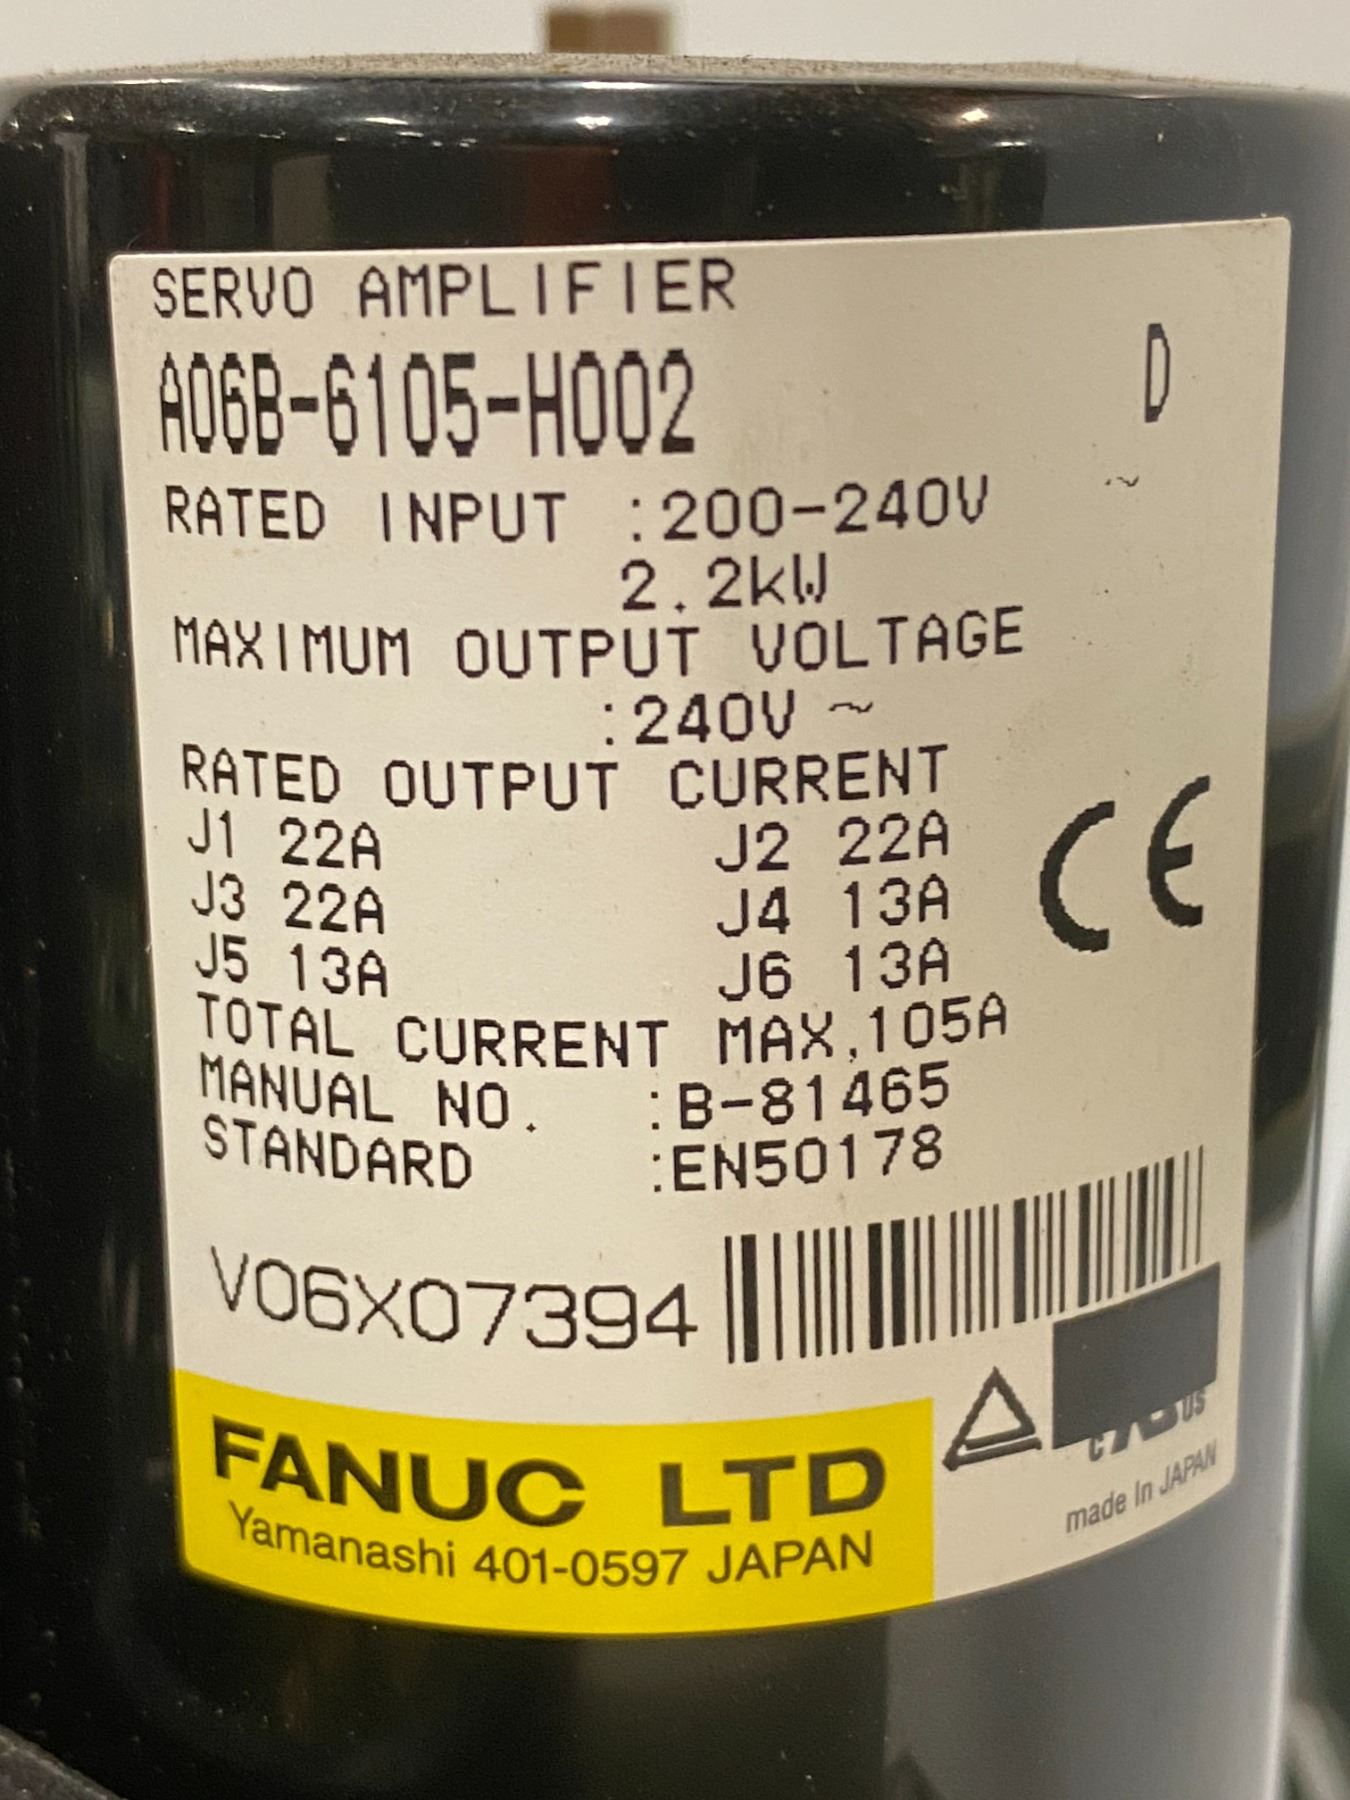 SERVO AMPLIFIER
A06B-6105-H002 D
RATED INPUT :200-240V ~
2.2kW
MAXIMUM OUTPUT VOLTAGE
:240V ~
RATED OUTPUT CURRENT
J1 22A J2 22A
J3 22A J4 13A
J5 13A J6 13A
CE
TOTAL CURRENT MAX,105A
MANUAL NO. :B-81465
STANDARD :EN50178
V06X07394
FANUC LTD
Yamanashi 401-0597 JAPAN
c US
made In JAPAN